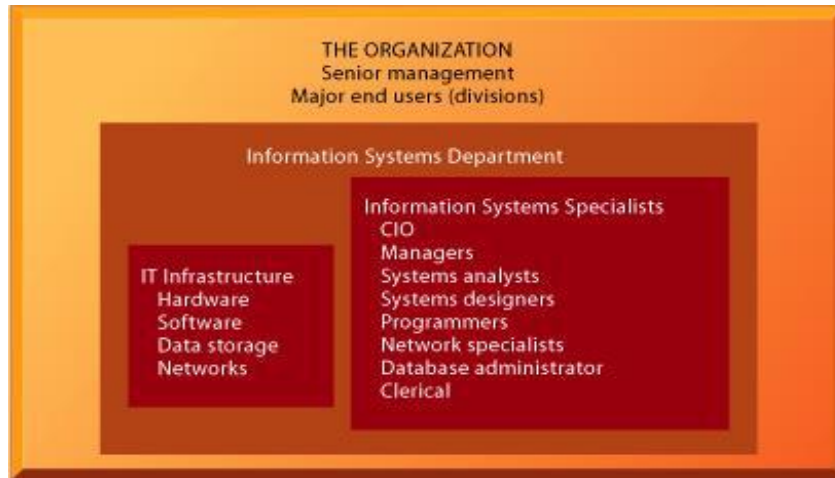 THE ORGANIZATION
Senior management
Major end users (divisions)
Information Systems Department
IT Infrastructure
Hardware
Software
Data storage
Networks
Information Systems Specialists
CIO
Managers
Systems analysts
Systems designers
Programmers
Network specialists
Database administrator
Clerical